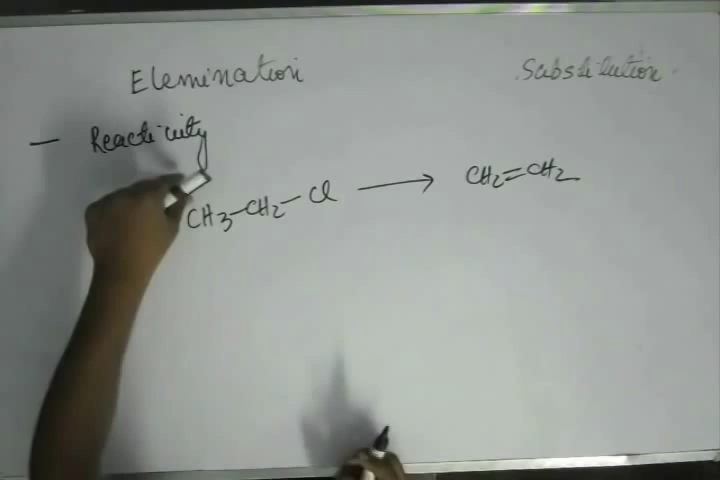 Elemination
Substitution
- Reactivity
CH3-CH2-Cl → CH2=CH2